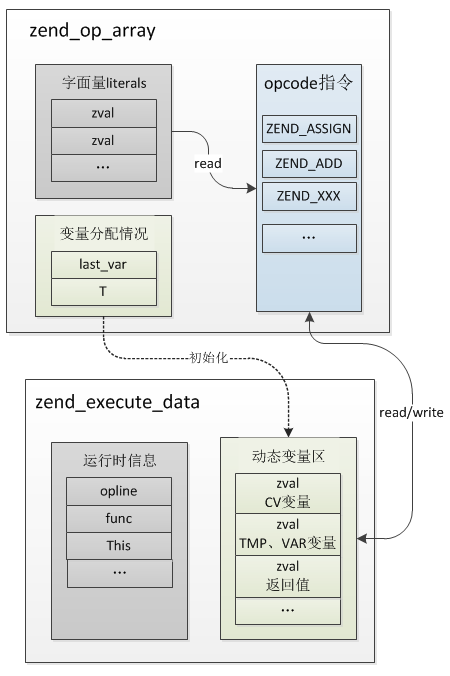 zend_op_array
字面量literals
zval
zval
...
read
opcode指令
ZEND_ASSIGN
ZEND_ADD
ZEND_XXX
...
变量分配情况
last_var
T
初始化
read/write
zend_execute_data
运行时信息
opline
func
This
...
动态变量区
zval
CV变量
zval
TMP、VAR变量
zval
返回值
...